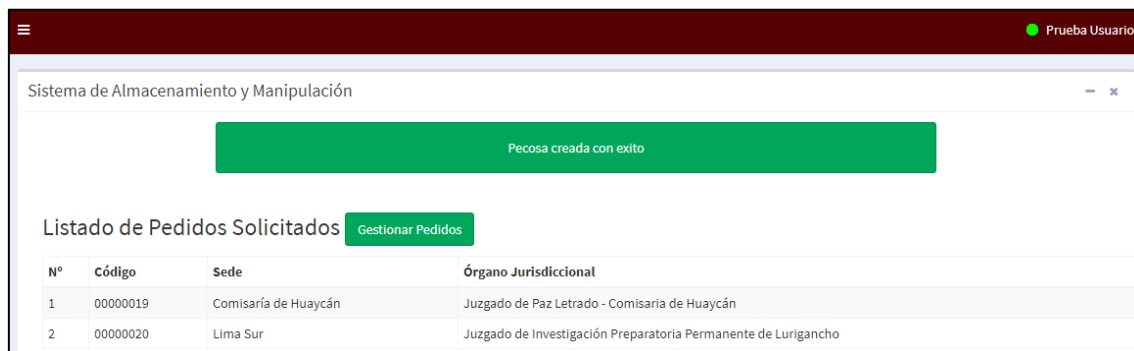 Prueba Usuario
Sistema de Almacenamiento y Manipulación
Pecosa creada con exito
Listado de Pedidos Solicitados Gestionar Pedidos
Nº Código Sede Órgano Jurisdiccional
1 00000019 Comisaría de Huaycán Juzgado de Paz Letrado - Comisaria de Huaycán
2 00000020 Lima Sur Juzgado de Investigación Preparatoria Permanente de Lurigancho